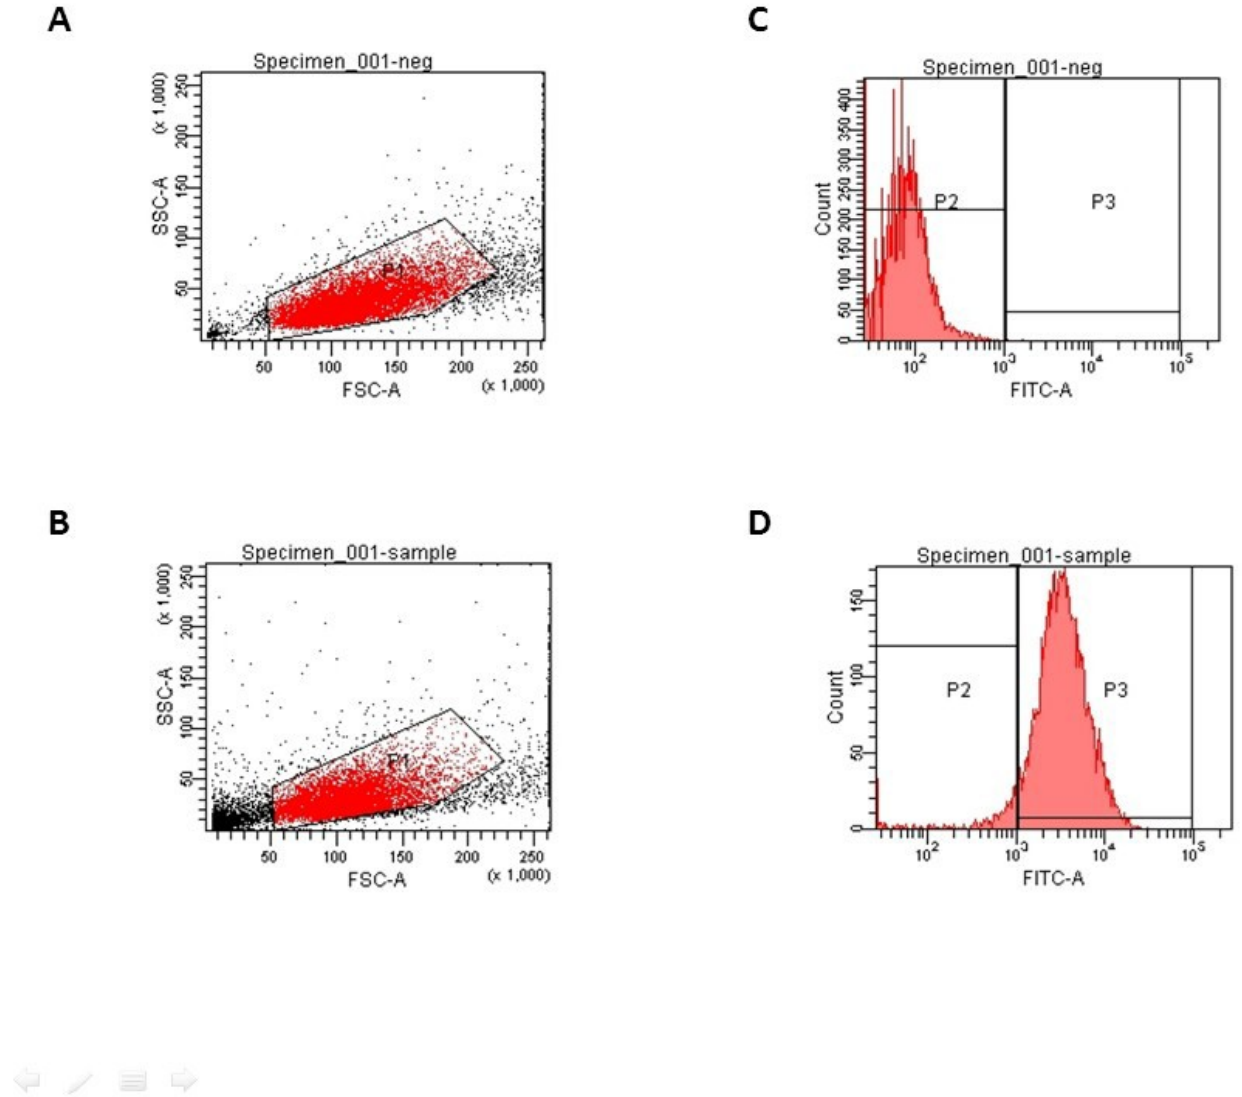 A
Specimen_001-neg
(x 1,000)
SSC-A
250
200
150
100
50
P1
50 100 150 200 250
FSC-A
(x 1,000)
C
Specimen_001-neg
Count
400
350
300
250
200
150
100
50
0
P2
P3
10² 10³ 10⁴ 10⁵
FITC-A
B
Specimen_001-sample
(x 1,000)
SSC-A
250
200
150
100
50
P1
50 100 150 200 250
FSC-A
(x 1,000)
D
Specimen_001-sample
Count
150
100
50
0
P2
P3
10² 10³ 10⁴ 10⁵
FITC-A